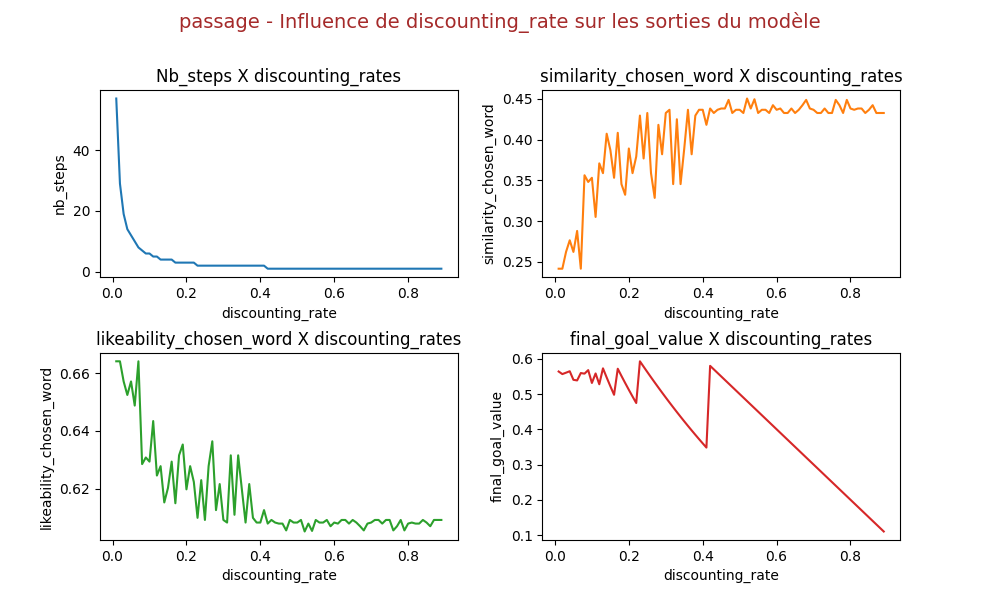 passage - Influence de discounting_rate sur les sorties du modèle
Nb_steps X discounting_rates
nb_steps
40
20
0
0.0 0.2 0.4 0.6 0.8
discounting_rate
similarity_chosen_word X discounting_rates
similarity_chosen_word
0.45
0.40
0.35
0.30
0.25
0.0 0.2 0.4 0.6 0.8
discounting_rate
likeability_chosen_word X discounting_rates
likeability_chosen_word
0.66
0.64
0.62
0.0 0.2 0.4 0.6 0.8
discounting_rate
final_goal_value X discounting_rates
final_goal_value
0.6
0.5
0.4
0.3
0.2
0.1
0.0 0.2 0.4 0.6 0.8
discounting_rate